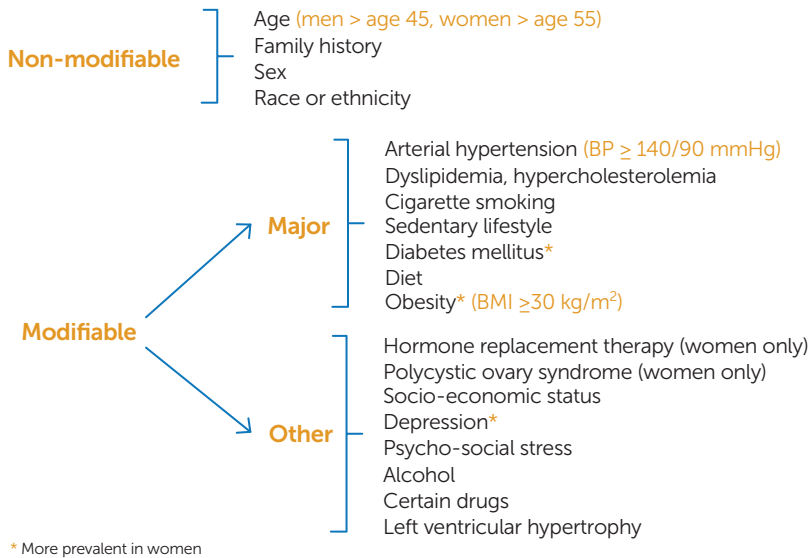 Non-modifiable
Age (men > age 45, women > age 55)
Family history
Sex
Race or ethnicity
Modifiable
Major
Arterial hypertension (BP ≥ 140/90 mmHg)
Dyslipidemia, hypercholesterolemia
Cigarette smoking
Sedentary lifestyle
Diabetes mellitus*
Diet
Obesity* (BMI ≥30 kg/m²)
Other
Hormone replacement therapy (women only)
Polycystic ovary syndrome (women only)
Socio-economic status
Depression*
Psycho-social stress
Alcohol
Certain drugs
Left ventricular hypertrophy
* More prevalent in women